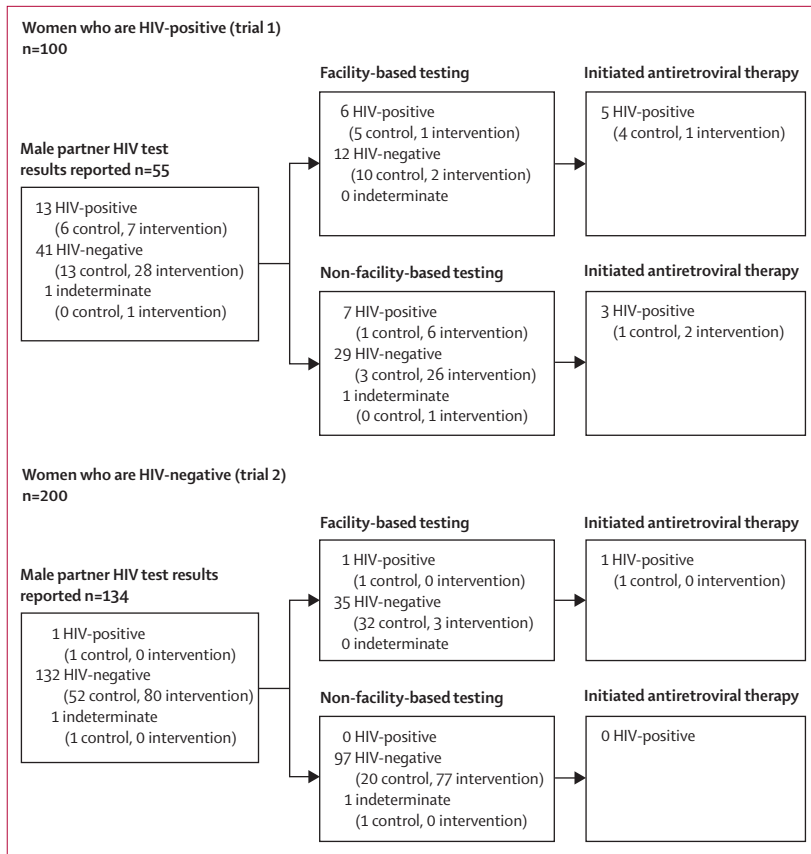 Women who are HIV-positive (trial 1)
n=100
Male partner HIV test
results reported n=55
13 HIV-positive
(6 control, 7 intervention)
41 HIV-negative
(13 control, 28 intervention)
1 indeterminate
(0 control, 1 intervention)
Facility-based testing
6 HIV-positive
(5 control, 1 intervention)
12 HIV-negative
(10 control, 2 intervention)
0 indeterminate
Initiated antiretroviral therapy
5 HIV-positive
(4 control, 1 intervention)
Non-facility-based testing
7 HIV-positive
(1 control, 6 intervention)
29 HIV-negative
(3 control, 26 intervention)
1 indeterminate
(0 control, 1 intervention)
Initiated antiretroviral therapy
3 HIV-positive
(1 control, 2 intervention)
Women who are HIV-negative (trial 2)
n=200
Male partner HIV test results
reported n=134
1 HIV-positive
(1 control, 0 intervention)
132 HIV-negative
(52 control, 80 intervention)
1 indeterminate
(1 control, 0 intervention)
Facility-based testing
1 HIV-positive
(1 control, 0 intervention)
35 HIV-negative
(32 control, 3 intervention)
0 indeterminate
Initiated antiretroviral therapy
1 HIV-positive
(1 control, 0 intervention)
Non-facility-based testing
0 HIV-positive
97 HIV-negative
(20 control, 77 intervention)
1 indeterminate
(1 control, 0 intervention)
Initiated antiretroviral therapy
0 HIV-positive